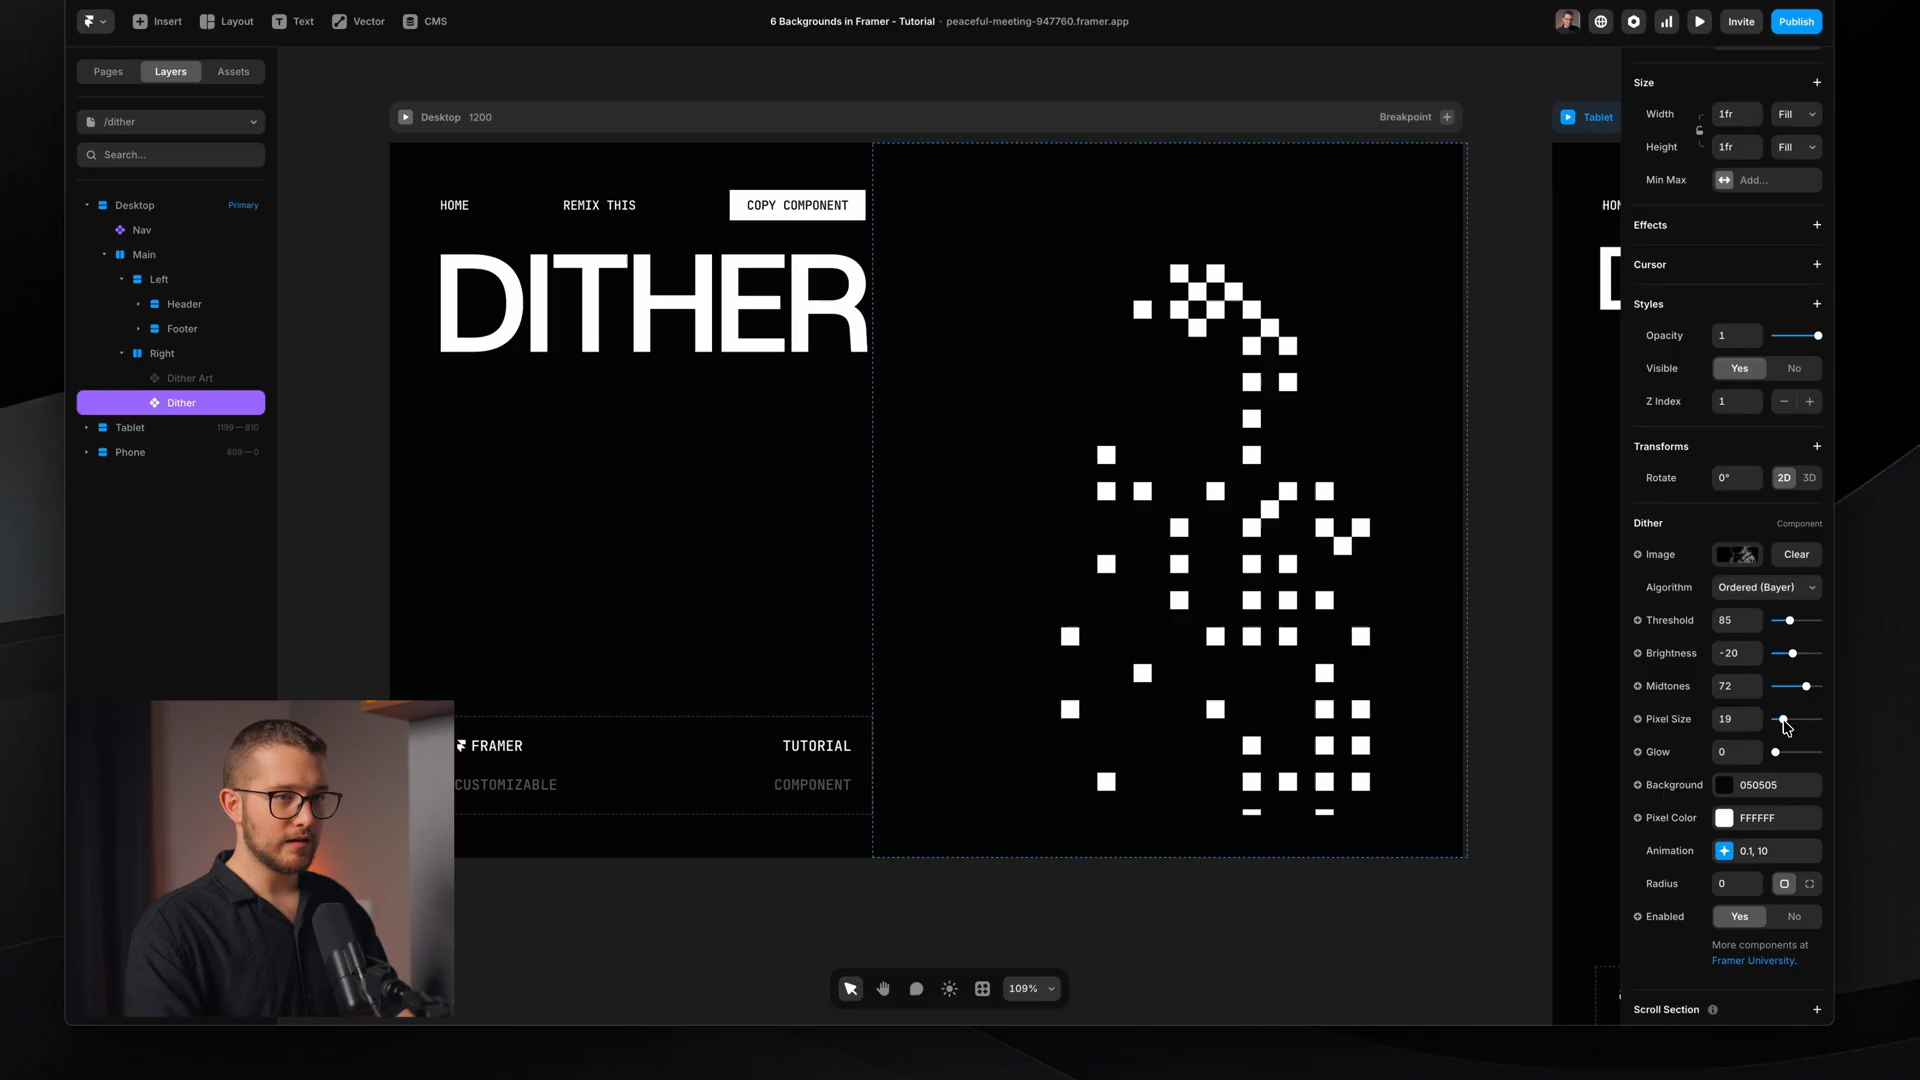 Insert
Layout
Text
Vector
CMS
6 Backgrounds in Framer - Tutorial · peaceful-meeting-947760.framer.app
Invite
Publish
Pages
Layers
Assets
/dither
Search...
Desktop
Primary
Nav
Main
Left
Header
Footer
Right
Dither Art
Dither
Tablet
1199 — 810
Phone
809 — 0
Desktop 1200
Breakpoint
HOME
REMIX THIS
COPY COMPONENT
DITHER
FRAMER
TUTORIAL
CUSTOMIZABLE
COMPONENT
109%
Tablet
Size
Width
1fr
Fill
Height
1fr
Fill
Min Max
Add...
Effects
Cursor
Styles
Opacity
1
Visible
Yes
No
Z Index
1
Transforms
Rotate
0°
2D
3D
Dither
Component
Image
Clear
Algorithm
Ordered (Bayer)
Threshold
85
Brightness
-20
Midtones
72
Pixel Size
19
Glow
0
Background
050505
Pixel Color
FFFFFF
Animation
0.1, 10
Radius
0
Enabled
Yes
No
More components at
Framer University.
Scroll Section